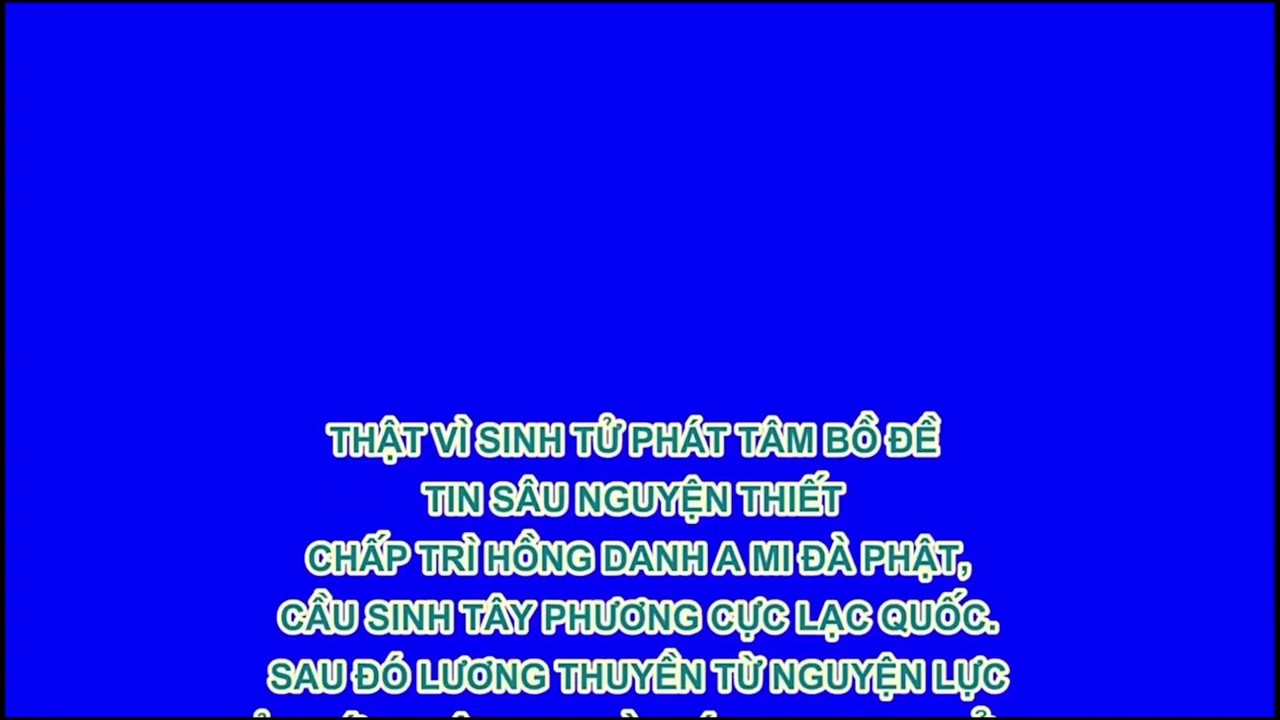 THẬT VÌ SINH TỬ PHÁT TÂM BỒ ĐỀ
TIN SÂU NGUYỆN THIẾT
CHẤP TRÌ HỒNG DANH A MI ĐÀ PHẬT,
CẦU SINH TÂY PHƯƠNG CỰC LẠC QUỐC.
SAU ĐÓ LƯƠNG THUYỀN TỪ NGUYỆN LỰC